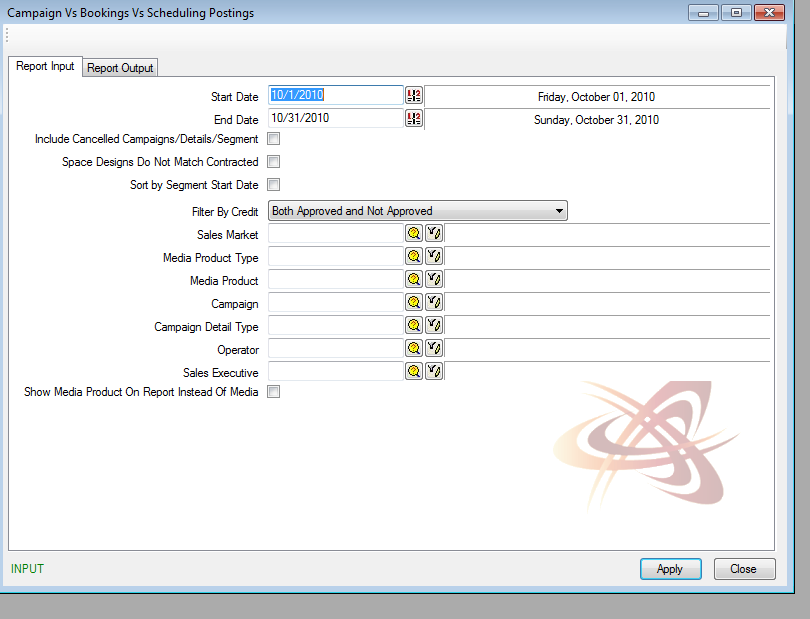 Campaign Vs Bookings Vs Scheduling Postings
Report Input
Report Output
Start Date 10/1/2010 Friday, October 01, 2010
End Date 10/31/2010 Sunday, October 31, 2010
Include Cancelled Campaigns/Details/Segment
Space Designs Do Not Match Contracted
Sort by Segment Start Date
Filter By Credit Both Approved and Not Approved
Sales Market
Media Product Type
Media Product
Campaign
Campaign Detail Type
Operator
Sales Executive
Show Media Product On Report Instead Of Media
INPUT Apply Close